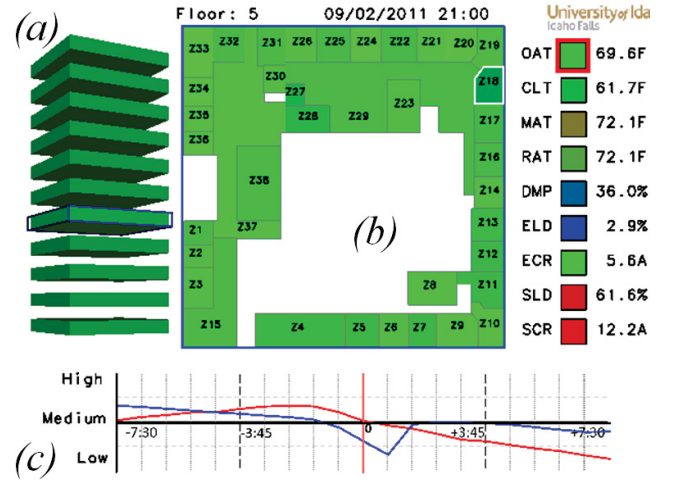 (a)
Floor: 5 09/02/2011 21:00
University of Ida
Icaho Falls
Z33 Z32 Z31 Z26 Z25 Z24 Z22 Z21 Z20 Z19
Z30 Z18
Z34 Z27 Z23
Z35 Z28 Z29 Z17
Z36
Z16
Z38 Z14
Z1 Z37 Z13
(b)
Z2 Z12
Z3 Z8 Z11
Z15 Z4 Z5 Z6 Z7 Z9 Z10
OAT 69.6F
CLT 61.7F
MAT 72.1F
RAT 72.1F
DMP 36.0%
ELD 2.9%
ECR 5.6A
SLD 61.6%
SCR 12.2A
High
Medium
-7:30 -3:45 0 +3:45 +7:30
Low
(c)